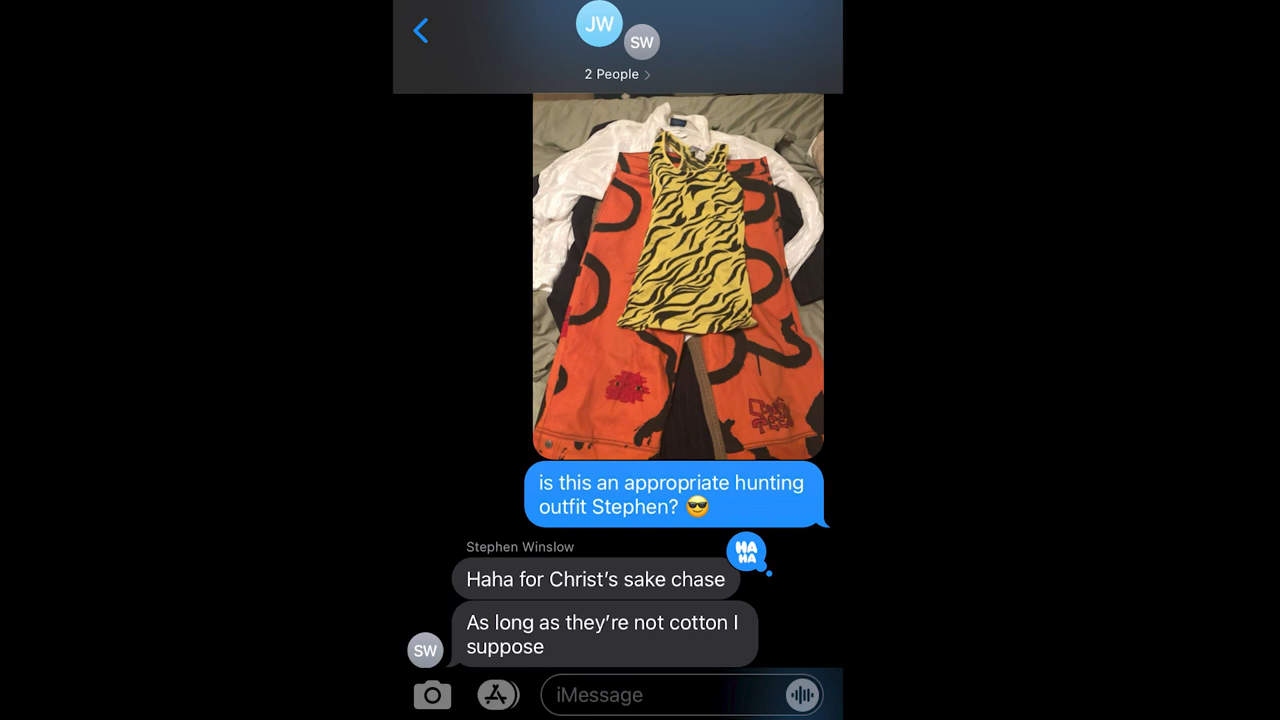 JW
SW
2 People
is this an appropriate hunting
outfit Stephen? 😎
Stephen Winslow
HA
HA
Haha for Christ’s sake chase
As long as they’re not cotton I
suppose
SW
iMessage